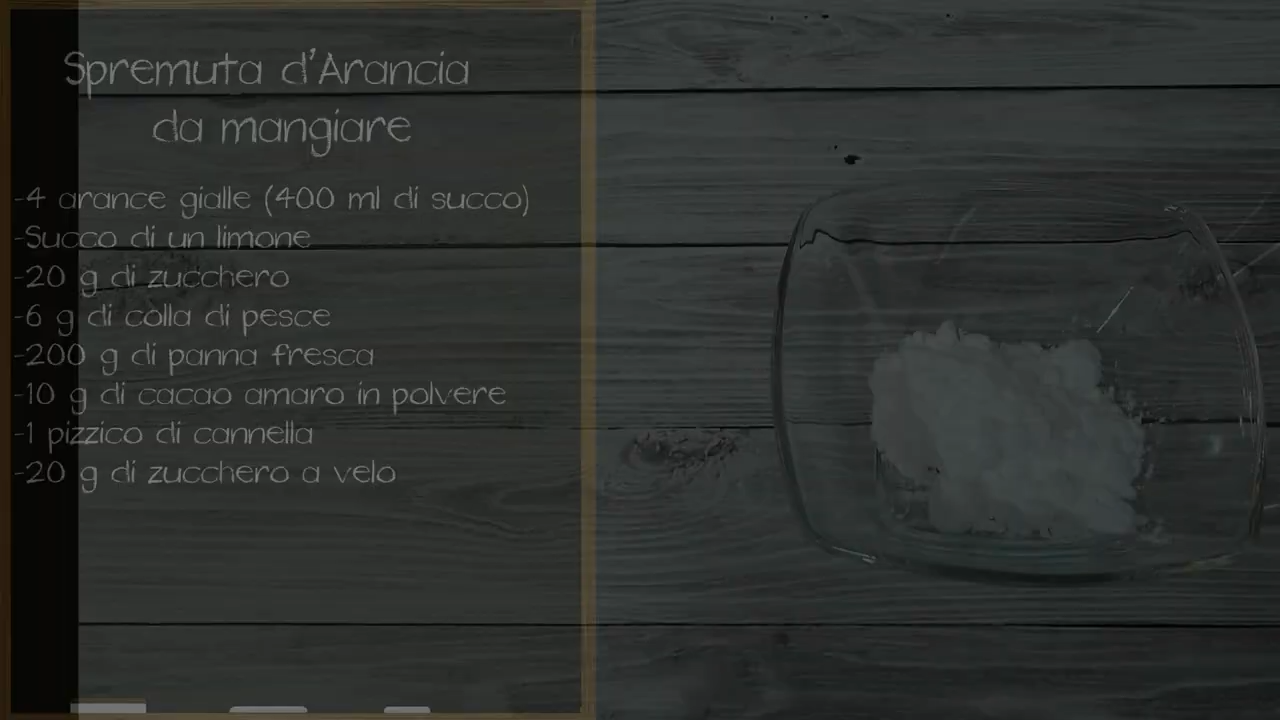 Spremuta d'Arancia
da mangiare
-4 arance gialle (400 ml di succo)
-Succo di un limone
-20 g di zucchero
-6 g di colla di pesce
-200 g di panna fresca
-10 g di cacao amaro in polvere
-1 pizzico di cannella
-20 g di zucchero a velo